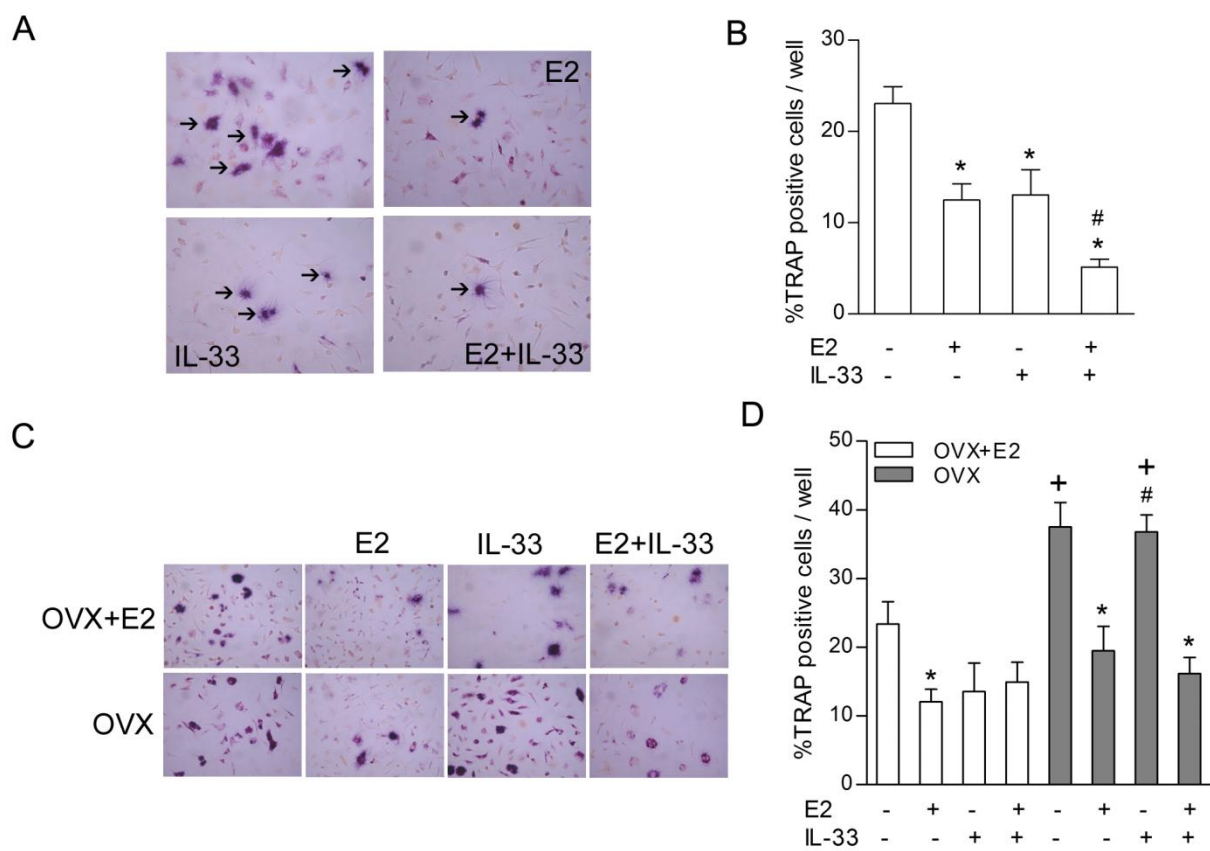 A
E2
IL-33
E2+IL-33
B
%TRAP positive cells / well
30
20
10
0
*
*
#
*
E2 - + - +
IL-33 - - + +
C
E2 IL-33 E2+IL-33
OVX+E2
OVX
D
%TRAP positive cells / well
50
40
30
20
10
0
OVX+E2
OVX
*
+
*
+
#
*
E2 - + - + - + - +
IL-33 - - + + - - + +